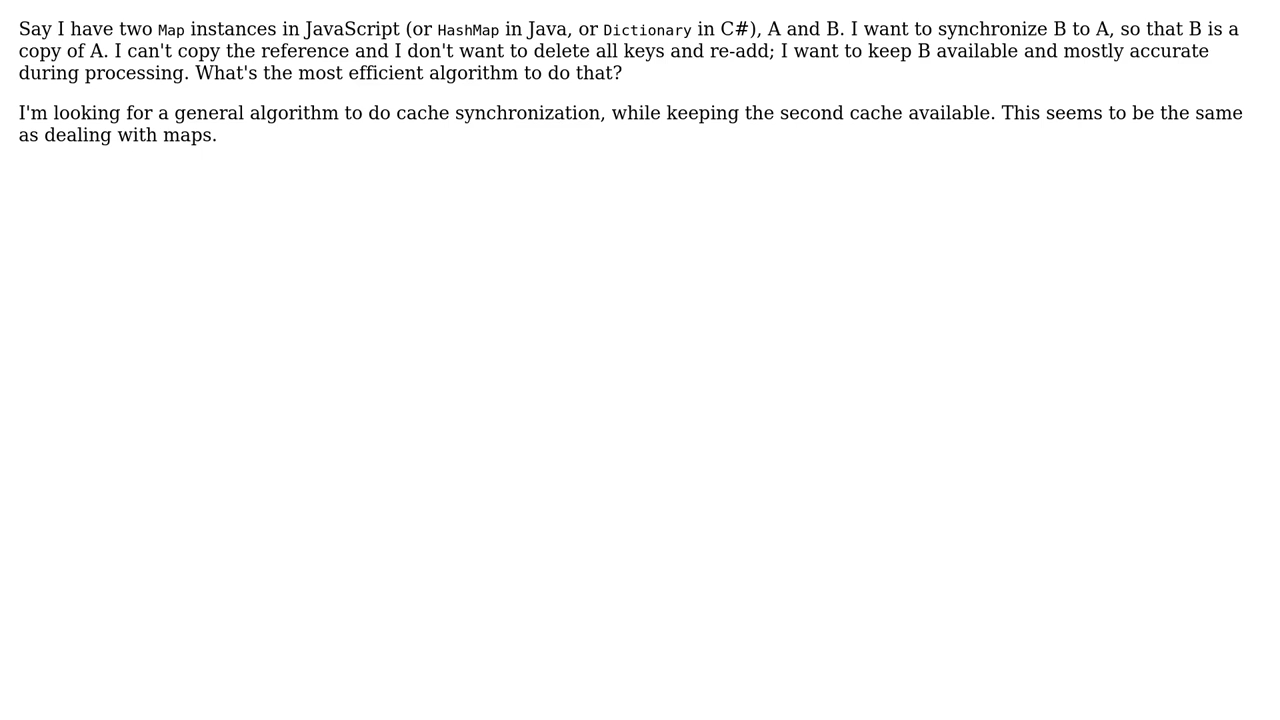 Say I have two Map instances in JavaScript (or HashMap in Java, or Dictionary in C#), A and B. I want to synchronize B to A, so that B is a
copy of A. I can't copy the reference and I don't want to delete all keys and re-add; I want to keep B available and mostly accurate
during processing. What's the most efficient algorithm to do that?
I'm looking for a general algorithm to do cache synchronization, while keeping the second cache available. This seems to be the same
as dealing with maps.